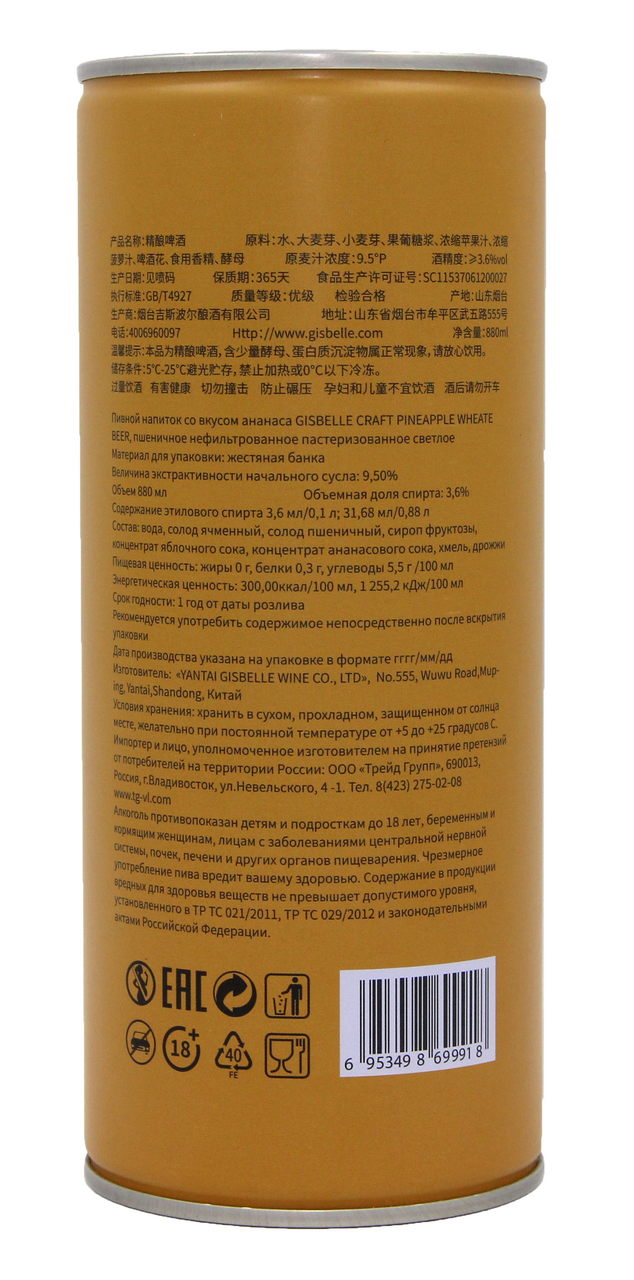 产品名称:精酿啤酒 原料:水、大麦芽、小麦芽、果葡糖浆、浓缩苹果汁、浓缩
菠萝汁、啤酒花、食用香精、酵母 原麦汁浓度:9.5°P 酒精度:≥3.6%vol
生产日期:见喷码 保质期:365天 食品生产许可证号:SC11537061200027
执行标准:GB/T4927 质量等级:优级 检验合格 产地:山东烟台
生产商:烟台吉斯波尔酿酒有限公司 地址:山东省烟台市牟平区武五路555号
电话:4006960097 Http://www.gisbelle.com 净含量:880ml
温馨提示:本品为精酿啤酒,含少量酵母、蛋白质沉淀物属正常现象,请放心饮用。
储存条件:5℃-25℃避光贮存,禁止加热或0℃以下冷冻。
过量饮酒 有害健康 切勿撞击 防止碾压 孕妇和儿童不宜饮酒 酒后请勿开车
Пивной напиток со вкусом ананаса GISBELLE CRAFT PINEAPPLE WHEATE
BEER, пшеничное нефильтрованное пастеризованное светлое
Материал для упаковки: жестяная банка
Величина экстрактивности начального сусла: 9,50%
Объем 880 мл Объемная доля спирта: 3,6%
Содержание этилового спирта 3,6 мл/0,1 л; 31,68 мл/0,88 л
Состав: вода, солод ячменный, солод пшеничный, сироп фруктозы,
концентрат яблочного сока, концентрат ананасового сока, хмель, дрожжи
Пищевая ценность: жиры 0 г, белки 0,3 г, углеводы 5,5 г /100 мл
Энергетическая ценность: 300,00ккал/100 мл, 1 255,2 кДж/100 мл
Срок годности: 1 год от даты розлива
Рекомендуется употребить содержимое непосредственно после вскрытия
упаковки
Дата производства указана на упаковке в формате гггг/мм/дд
Изготовитель: «YANTAI GISBELLE WINE CO., LTD», No.555, Wuwu Road,Mup-
ing, Yantai,Shandong, Китай
Условия хранения: хранить в сухом, прохладном, защищенном от солнца
месте, желательно при постоянной температуре от +5 до +25 градусов С.
Импортер и лицо, уполномоченное изготовителем на принятие претензий
от потребителей на территории России: ООО «Трейд Групп», 690013,
Россия, г.Владивосток, ул.Невельского, 4 -1. Тел. 8(423) 275-02-08
www.tg-vl.com
Алкоголь противопоказан детям и подросткам до 18 лет, беременным и
кормящим женщинам, лицам с заболеваниями центральной нервной
системы, почек, печени и других органов пищеварения. Чрезмерное
употребление пива вредит вашему здоровью. Содержание в продукции
вредных для здоровья веществ не превышает допустимого уровня,
установленного в ТР ТС 021/2011, ТР ТС 029/2012 и законодательными
актами Российской Федерации.
EAC
18+
40
FE
6 95349 8 69991 8